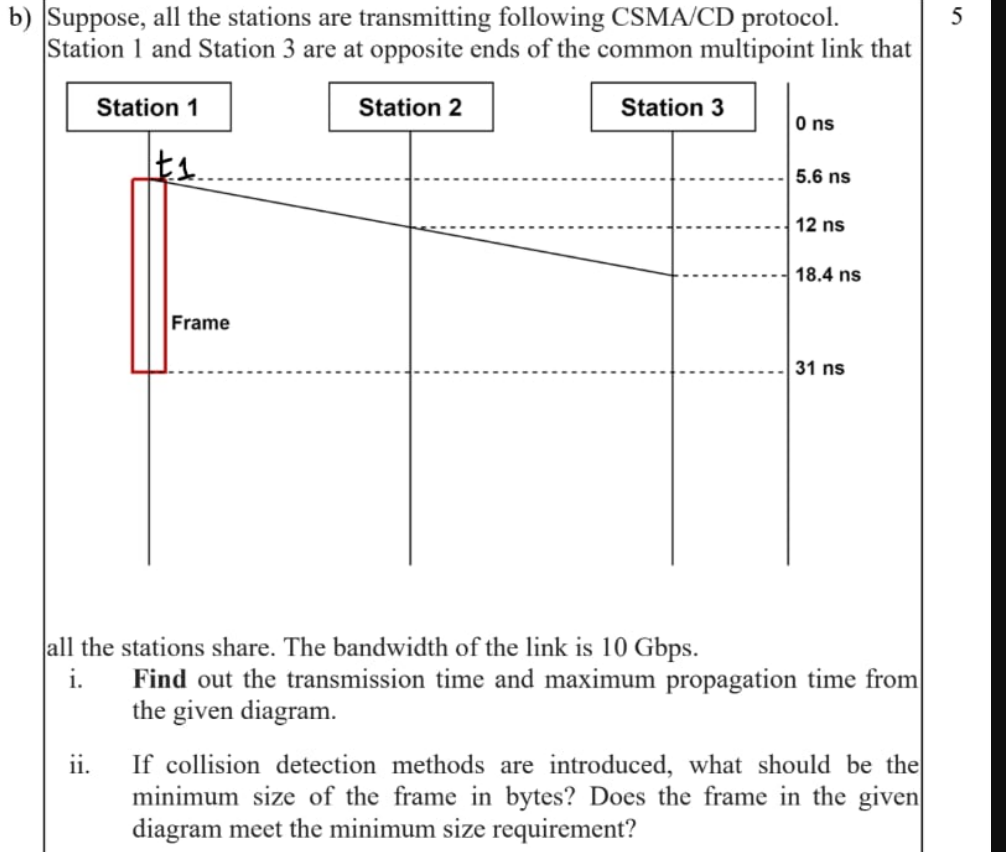 b) Suppose, all the stations are transmitting following CSMA/CD protocol. 5
Station 1 and Station 3 are at opposite ends of the common multipoint link that
Station 1 Station 2 Station 3
0 ns
t1
5.6 ns
12 ns
18.4 ns
Frame
31 ns
all the stations share. The bandwidth of the link is 10 Gbps.
i. Find out the transmission time and maximum propagation time from
the given diagram.
ii. If collision detection methods are introduced, what should be the
minimum size of the frame in bytes? Does the frame in the given
diagram meet the minimum size requirement?